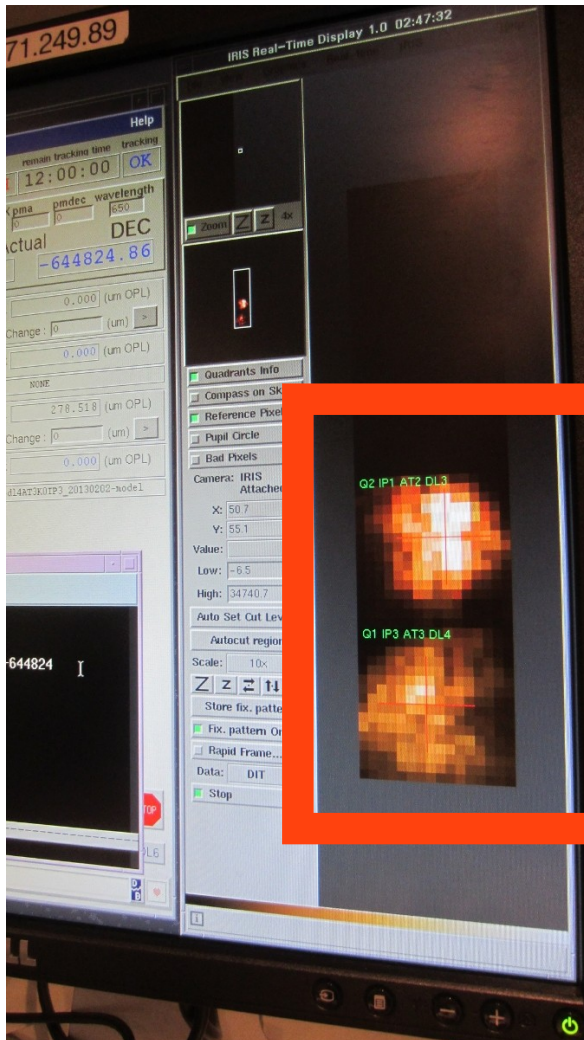 71.249.89
IRIS Real-Time Display 1.0 02:47:32
Help
remain tracking time tracking
12:00:00 OK
pma pmdec wavelength
0 0 650
Actual DEC
-644824.86
Zoom Z Z 4x
0.000 (um OPL)
Change: 0 (um) >
0.000 (um OPL)
NONE
278.518 (um OPL)
Change: 0 (um) >
0.000 (um OPL)
dl4AT3K0IP3_20130202-model
Quadrants Info
Compass on Sk
Reference Pixel
Pupil Circle
Bad Pixels
Camera: IRIS
Attached
X: 50.7
Y: 55.1
Value:
Low: -6.5
High: 34740.7
Auto Set Cut Lev
Autocut region
Scale: 10x
Z z
Store fix. patte
Fix. pattern On
Rapid Frame...
Data: DIT
Stop
Q2 IP1 AT2 DL3
Q1 IP3 AT3 DL4
-644824
TOP
DL6
D
B
i
LL